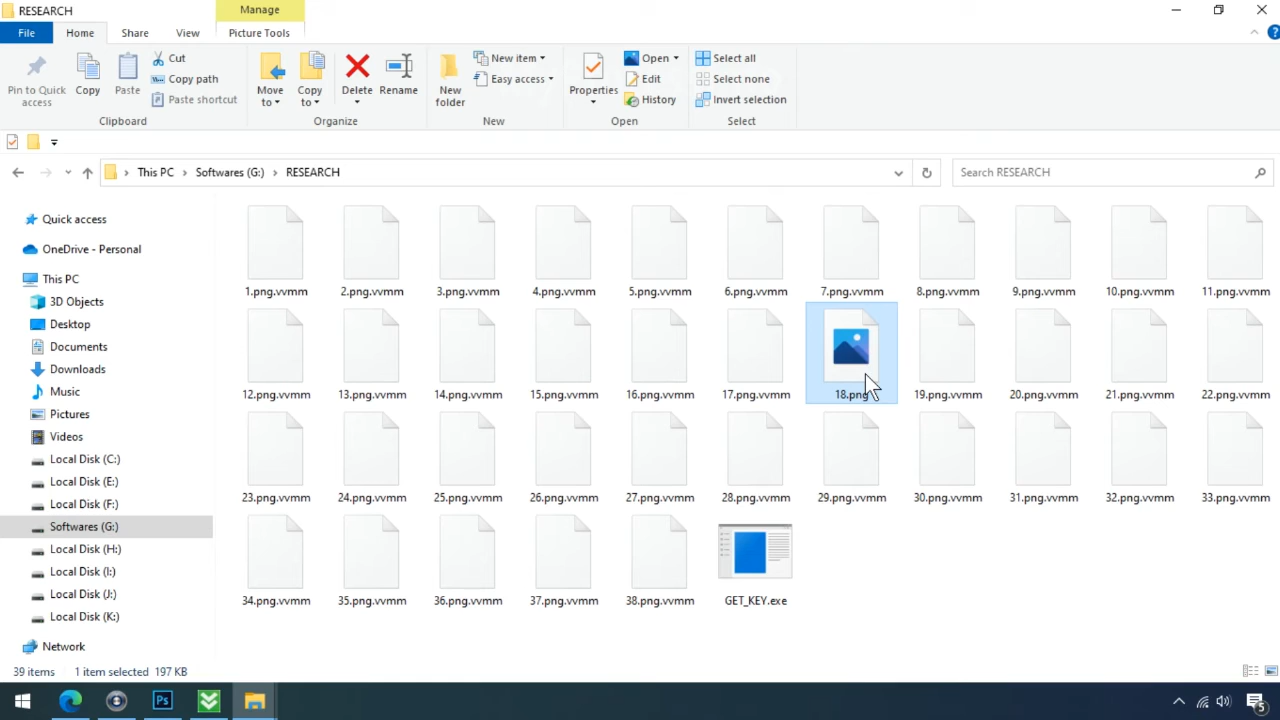 RESEARCH
Manage
File
Home
Share
View
Picture Tools
Pin to Quick access
Copy
Paste
Cut
Copy path
Paste shortcut
Clipboard
Move to
Copy to
Delete
Rename
Organize
New folder
New item
Easy access
New
Properties
Open
Edit
History
Open
Select all
Select none
Invert selection
Select
This PC
Softwares (G:)
RESEARCH
Search RESEARCH
Quick access
OneDrive - Personal
This PC
3D Objects
Desktop
Documents
Downloads
Music
Pictures
Videos
Local Disk (C:)
Local Disk (E:)
Local Disk (F:)
Softwares (G:)
Local Disk (H:)
Local Disk (I:)
Local Disk (J:)
Local Disk (K:)
Network
1.png.vvmm 2.png.vvmm 3.png.vvmm 4.png.vvmm 5.png.vvmm 6.png.vvmm 7.png.vvmm 8.png.vvmm 9.png.vvmm 10.png.vvmm 11.png.vvmm
12.png.vvmm 13.png.vvmm 14.png.vvmm 15.png.vvmm 16.png.vvmm 17.png.vvmm 18.png 19.png.vvmm 20.png.vvmm 21.png.vvmm 22.png.vvmm
23.png.vvmm 24.png.vvmm 25.png.vvmm 26.png.vvmm 27.png.vvmm 28.png.vvmm 29.png.vvmm 30.png.vvmm 31.png.vvmm 32.png.vvmm 33.png.vvmm
34.png.vvmm 35.png.vvmm 36.png.vvmm 37.png.vvmm 38.png.vvmm GET_KEY.exe
39 items 1 item selected 197 KB
Ps
5